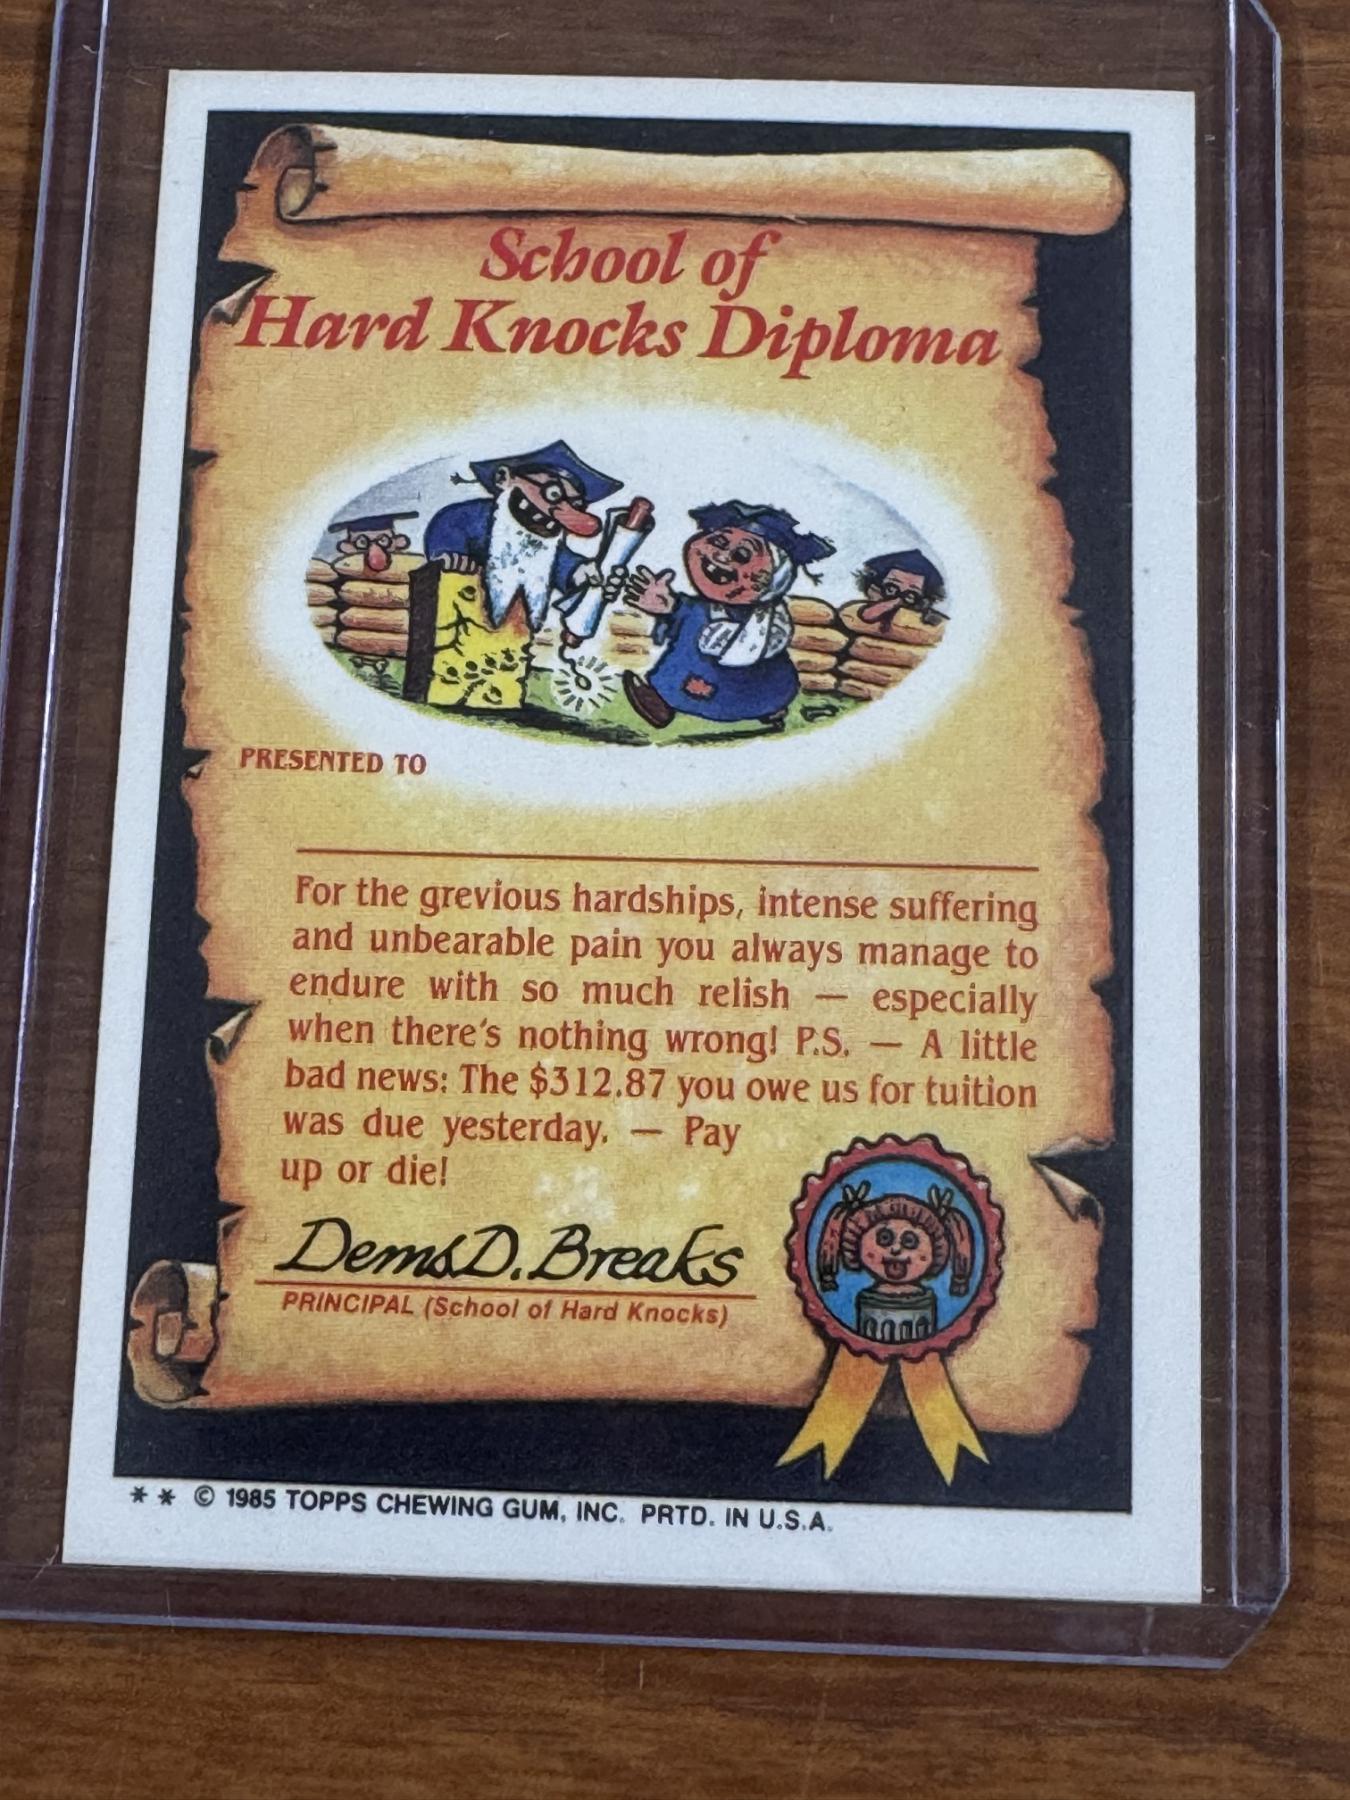 School of
Hard Knocks Diploma
PRESENTED TO
For the grevious hardships, intense suffering
and unbearable pain you always manage to
endure with so much relish — especially
when there's nothing wrong! P.S. — A little
bad news: The $312.87 you owe us for tuition
was due yesterday. — Pay
up or die!
Dems D. Breaks
PRINCIPAL (School of Hard Knocks)
* * © 1985 TOPPS CHEWING GUM, INC. PRTD. IN U.S.A.